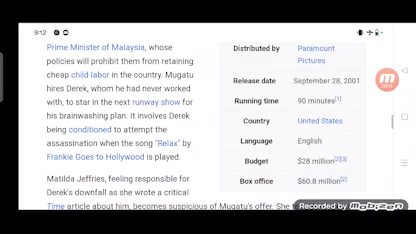 9:12
Prime Minister of Malaysia, whose
policies will prohibit them from retaining
cheap child labor in the country. Mugatu
hires Derek, whom he had never worked
with, to star in the next runway show for
his brainwashing plan. It involves Derek
being conditioned to attempt the
assassination when the song "Relax" by
Frankie Goes to Hollywood is played.
Matilda Jeffries, feeling responsible for
Derek's downfall as she wrote a critical
Time article about him, becomes suspicious of Mugatu's offer. She
Distributed by Paramount
Pictures
Release date September 28, 2001
Running time 90 minutes[1]
Country United States
Language English
Budget $28 million[2][3]
Box office $60.8 million[2]
Recorded by Mobizen